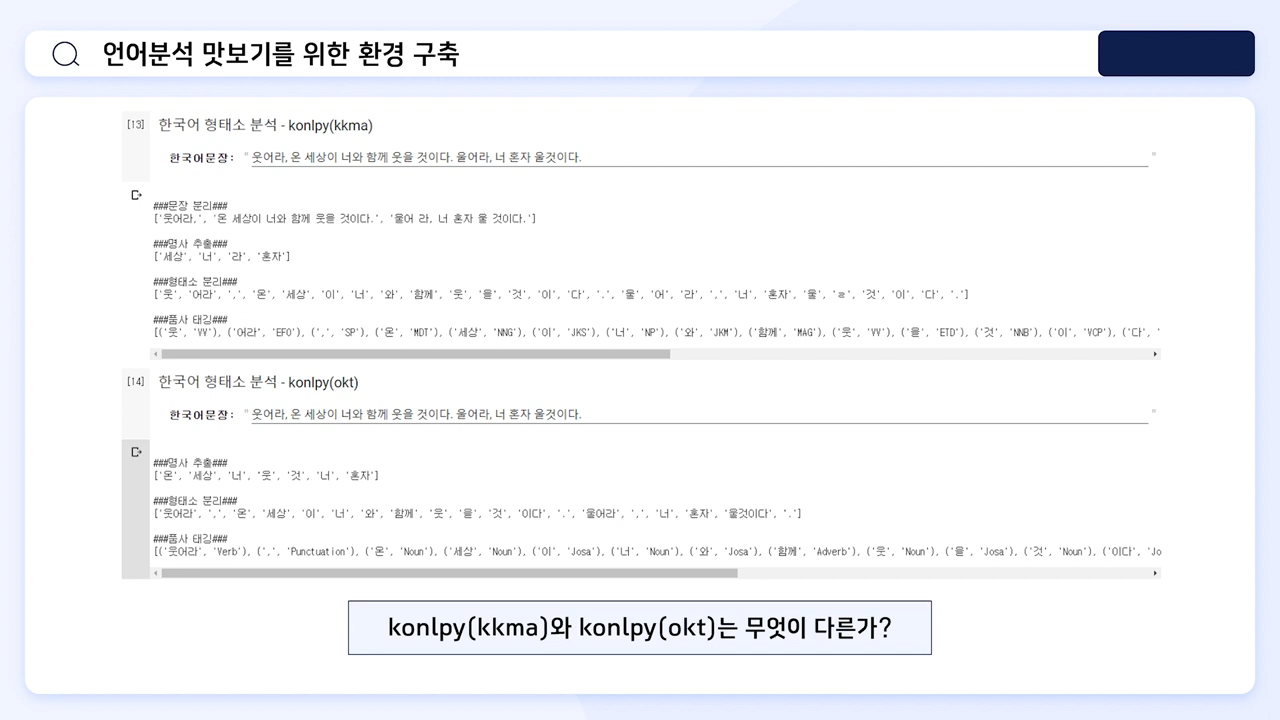 언어분석 맛보기를 위한 환경 구축
[13] 한국어 형태소 분석 - konlpy(kkma)
한국어문장: " 웃어라, 온 세상이 너와 함께 웃을 것이다. 울어라, 너 혼자 울것이다. "
###문장 분리###
['웃어라,', '온 세상이 너와 함께 웃을 것이다.', '울어 라, 너 혼자 울 것이다.']
###명사 추출###
['세상', '너', '라', '혼자']
###형태소 분리###
['웃', '어라', ',', '온', '세상', '이', '너', '와', '함께', '웃', '을', '것', '이', '다', '.', '울', '어', '라', ',', '너', '혼자', '울', 'ㄹ', '것', '이', '다', '.']
###품사 태깅###
[('웃', 'VV'), ('어라', 'EFO'), (',', 'SP'), ('온', 'MDT'), ('세상', 'NNG'), ('이', 'JKS'), ('너', 'NP'), ('와', 'JKM'), ('함께', 'MAG'), ('웃', 'VV'), ('을', 'ETD'), ('것', 'NNB'), ('이', 'VCP'), ('다', '
[14] 한국어 형태소 분석 - konlpy(okt)
한국어문장: " 웃어라, 온 세상이 너와 함께 웃을 것이다. 울어라, 너 혼자 울것이다. "
###명사 추출###
['온', '세상', '너', '웃', '것', '너', '혼자']
###형태소 분리###
['웃어라', ',', '온', '세상', '이', '너', '와', '함께', '웃', '을', '것', '이다', '.', '울어라', ',', '너', '혼자', '울것이다', '.']
###품사 태깅###
[('웃어라', 'Verb'), (',', 'Punctuation'), ('온', 'Noun'), ('세상', 'Noun'), ('이', 'Josa'), ('너', 'Noun'), ('와', 'Josa'), ('함께', 'Adverb'), ('웃', 'Noun'), ('을', 'Josa'), ('것', 'Noun'), ('이다', 'Jo
konlpy(kkma)와 konlpy(okt)는 무엇이 다른가?